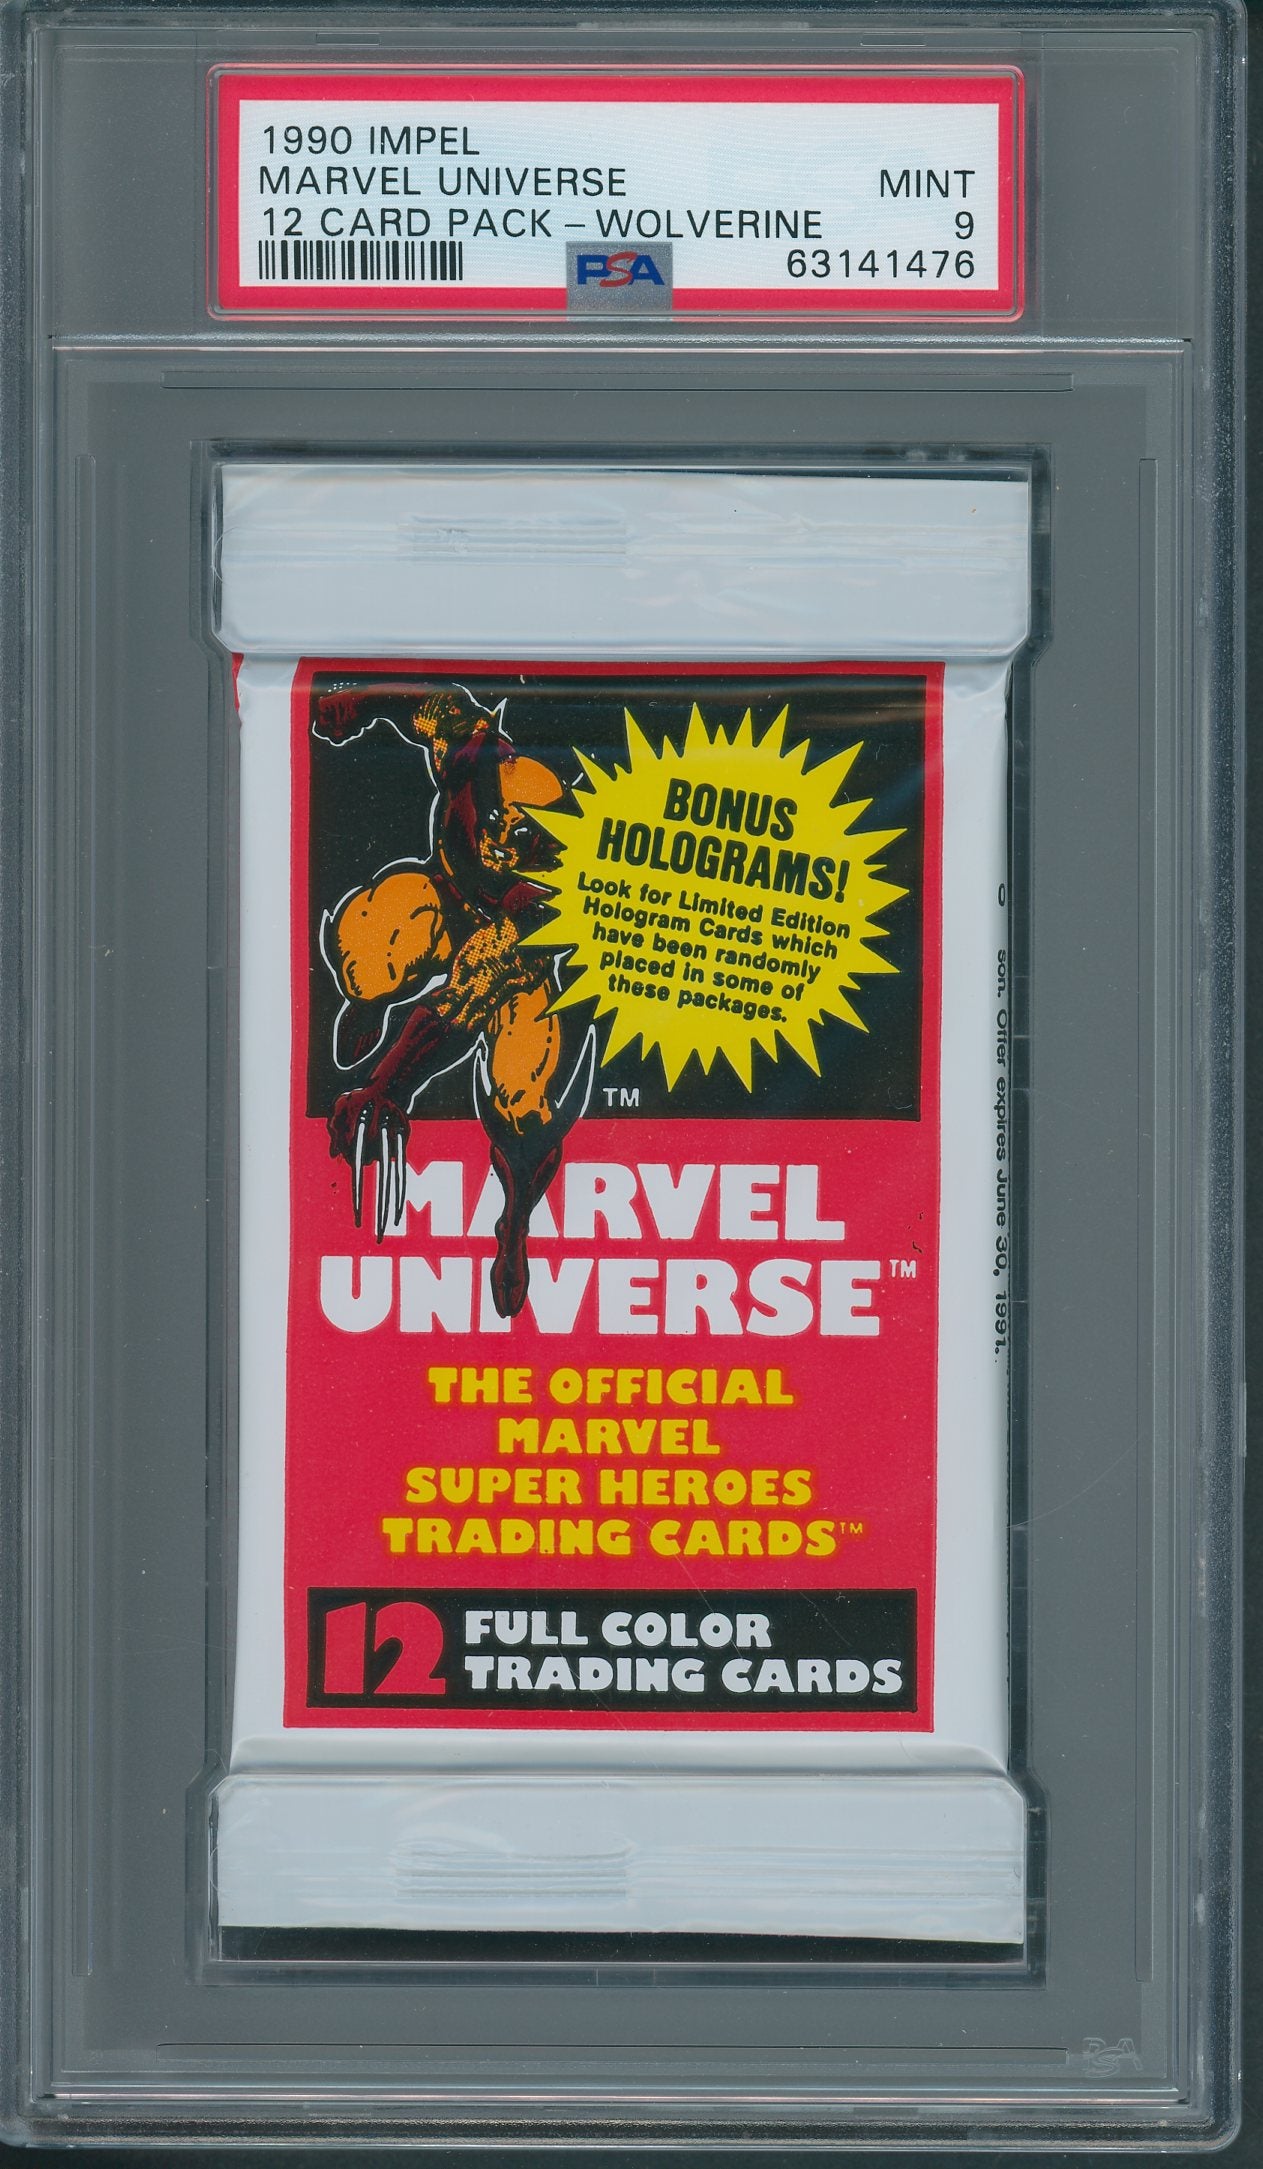 1990 IMPEL
MARVEL UNIVERSE MINT
12 CARD PACK – WOLVERINE 9
PSA 63141476
BONUS
HOLOGRAMS!
Look for Limited Edition
Hologram Cards which
have been randomly
placed in some of
these packages.
TM
MARVEL
UNIVERSE™
THE OFFICIAL
MARVEL
SUPER HEROES
TRADING CARDS™
12 FULL COLOR
TRADING CARDS
son. Offer expires June 30, 1991.
PSA